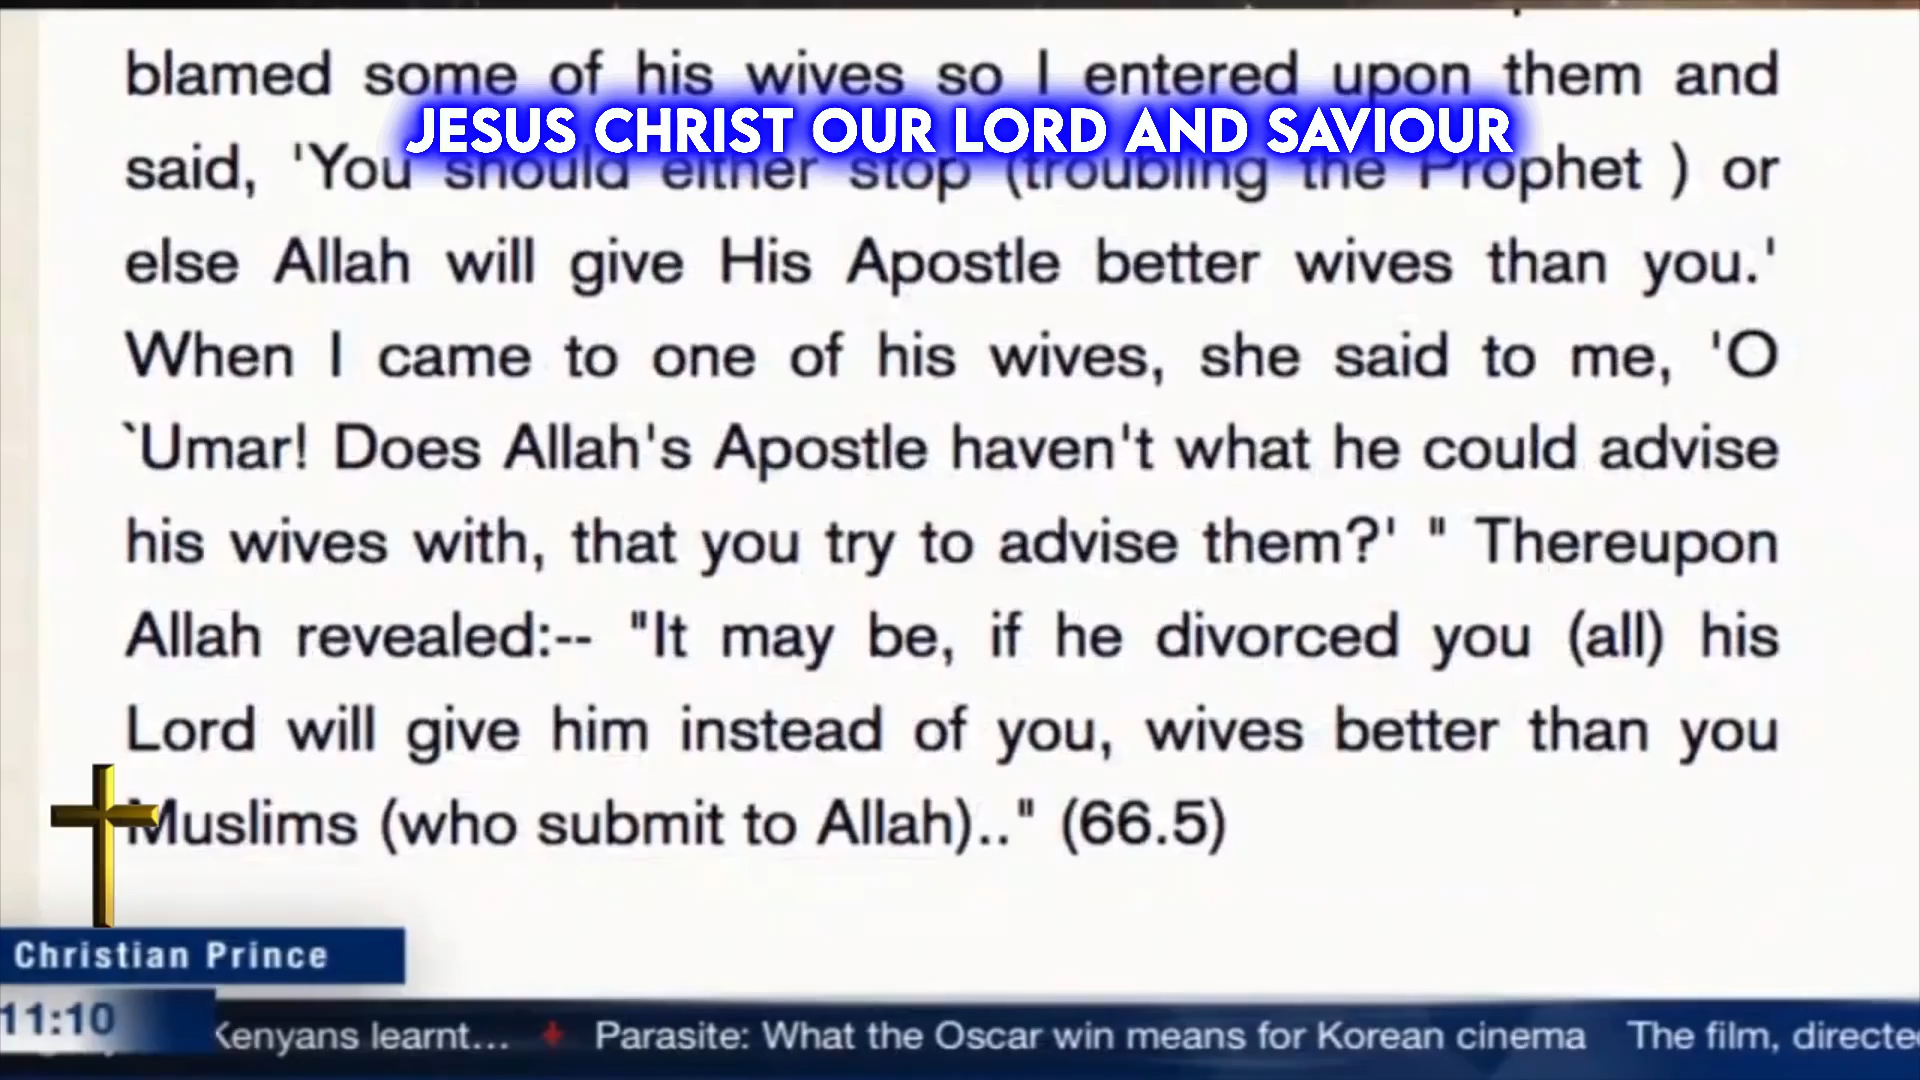 blamed some of his wives so I entered upon them and
JESUS CHRIST OUR LORD AND SAVIOUR
said, 'You should either stop (troubling the Prophet ) or
else Allah will give His Apostle better wives than you.'
When I came to one of his wives, she said to me, 'O
`Umar! Does Allah's Apostle haven't what he could advise
his wives with, that you try to advise them?' " Thereupon
Allah revealed:-- "It may be, if he divorced you (all) his
Lord will give him instead of you, wives better than you
Muslims (who submit to Allah).." (66.5)
Christian Prince
11:10
Kenyans learnt... Parasite: What the Oscar win means for Korean cinema The film, directe